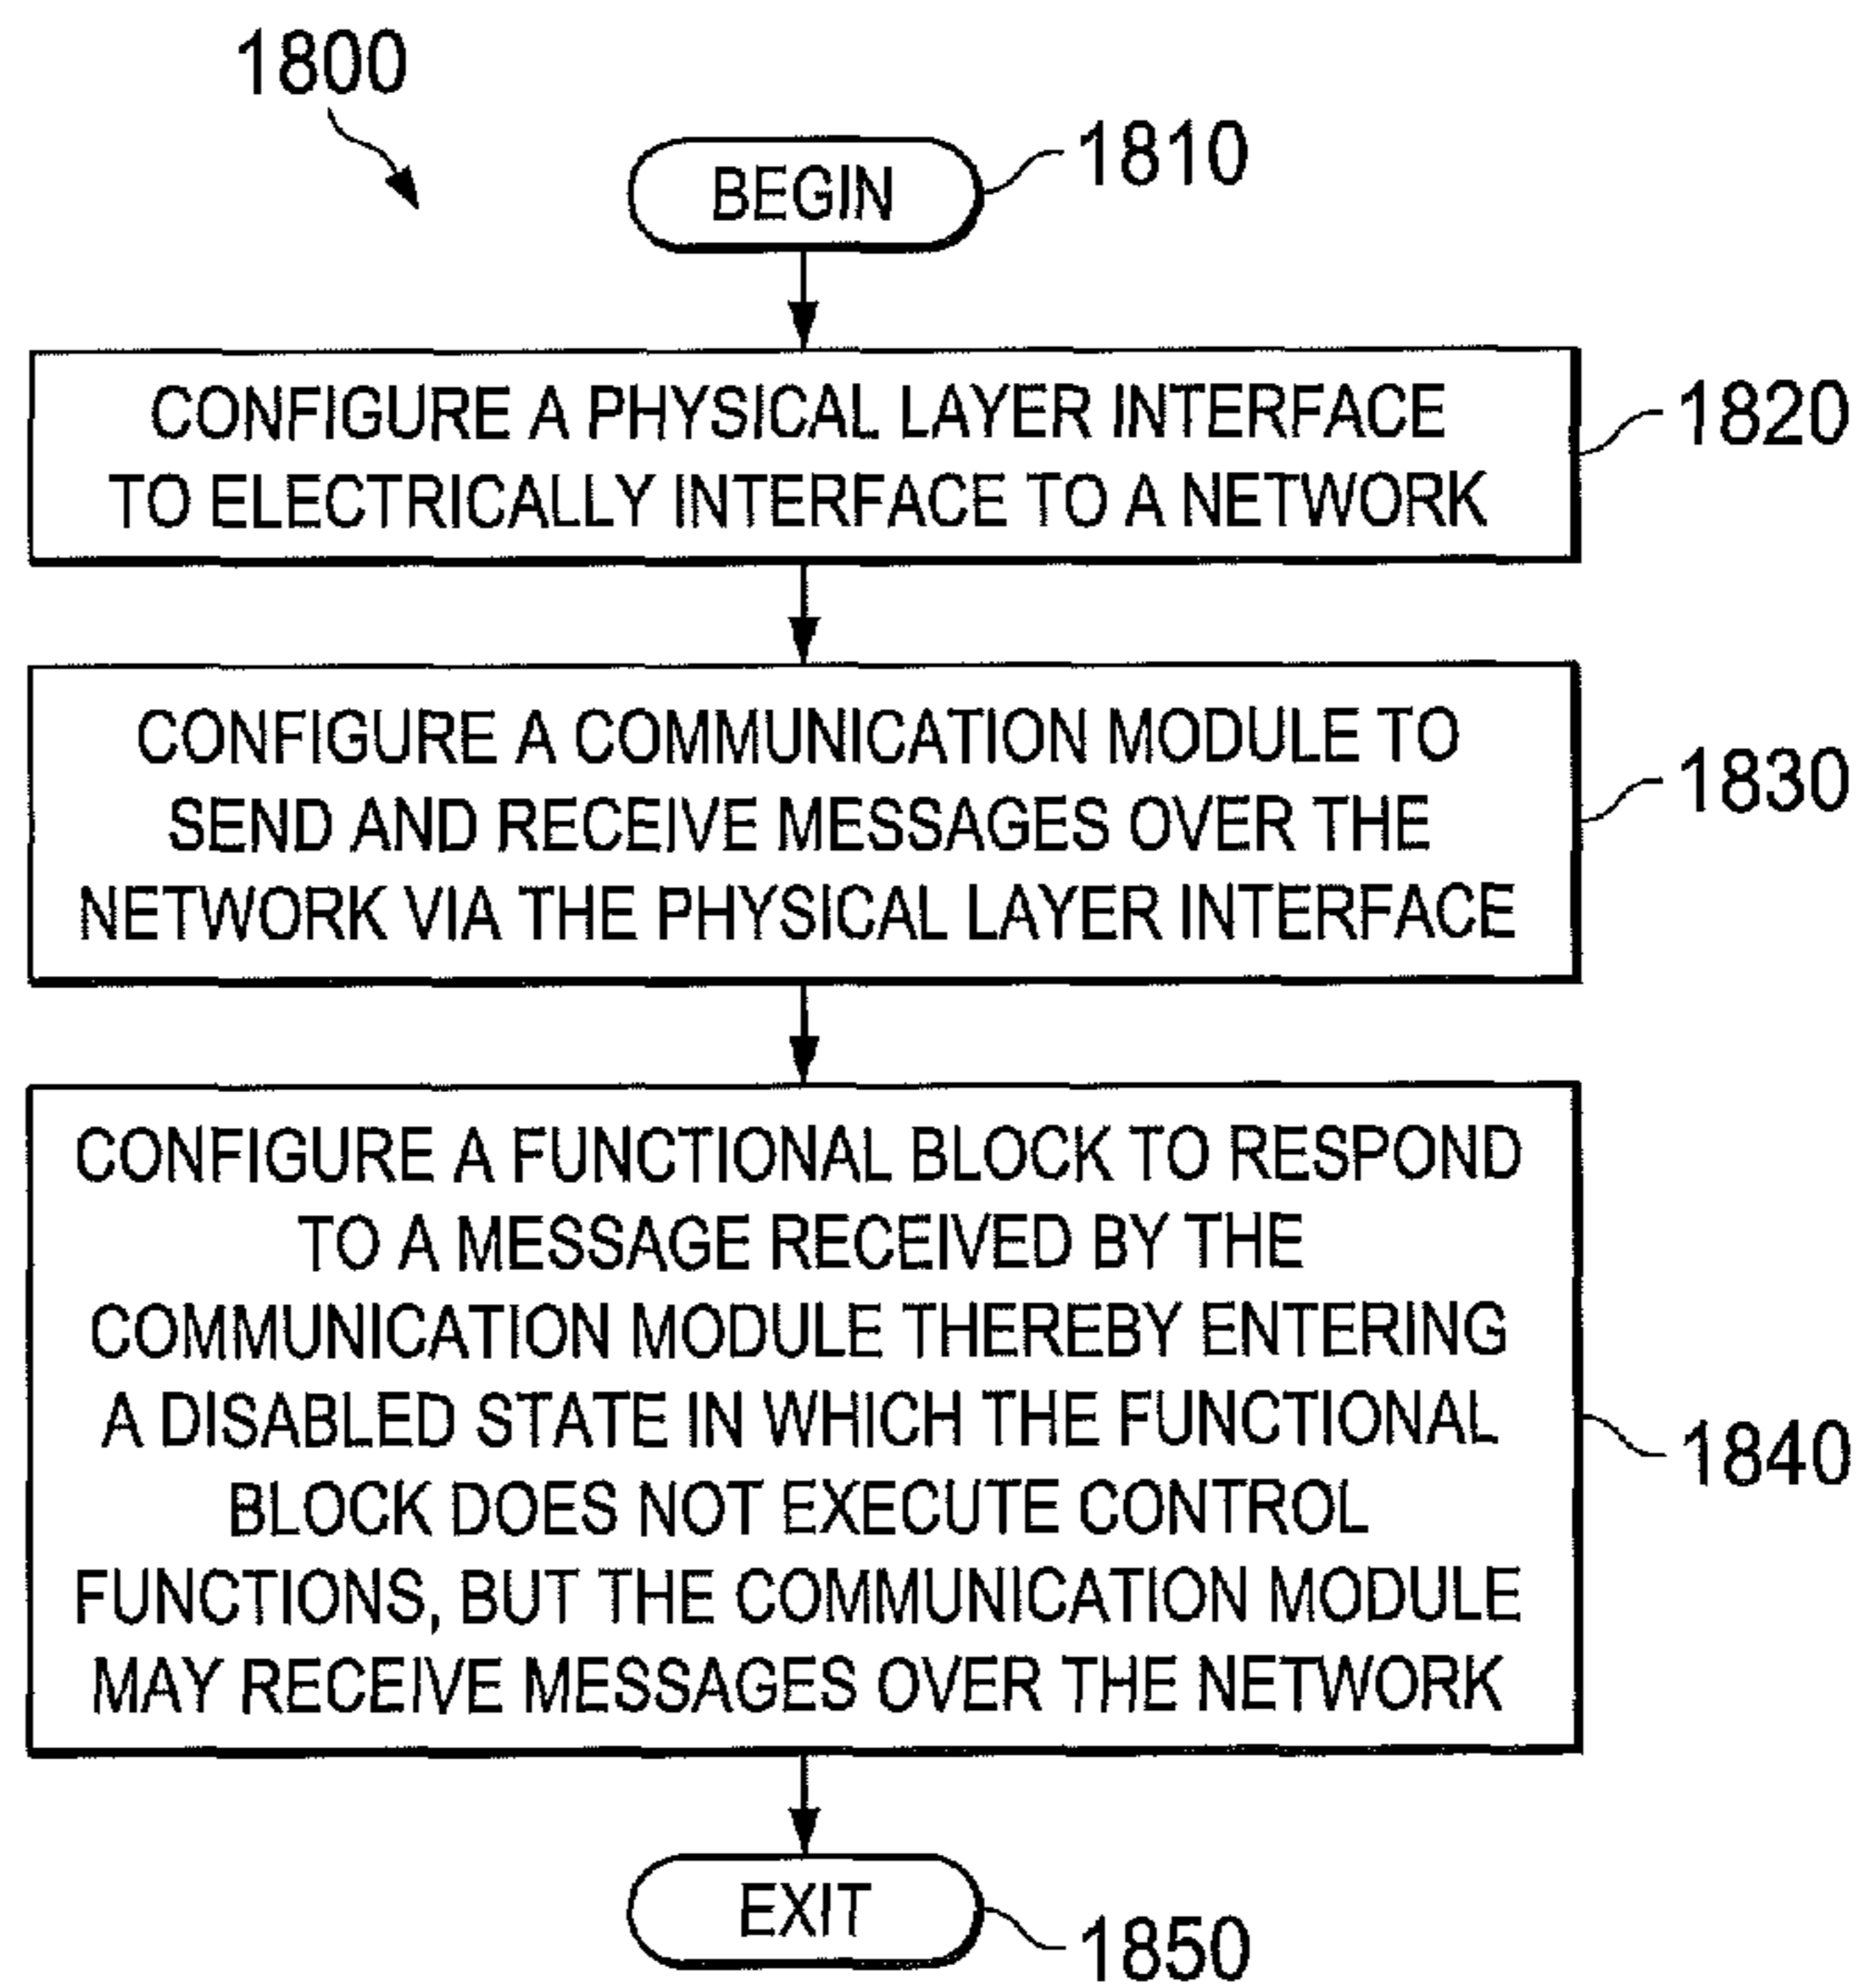 1800
BEGIN
1810
CONFIGURE A PHYSICAL LAYER INTERFACE
TO ELECTRICALLY INTERFACE TO A NETWORK
1820
CONFIGURE A COMMUNICATION MODULE TO
SEND AND RECEIVE MESSAGES OVER THE
NETWORK VIA THE PHYSICAL LAYER INTERFACE
1830
CONFIGURE A FUNCTIONAL BLOCK TO RESPOND
TO A MESSAGE RECEIVED BY THE
COMMUNICATION MODULE THEREBY ENTERING
A DISABLED STATE IN WHICH THE FUNCTIONAL
BLOCK DOES NOT EXECUTE CONTROL
FUNCTIONS, BUT THE COMMUNICATION MODULE
MAY RECEIVE MESSAGES OVER THE NETWORK
1840
EXIT
1850